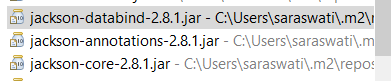 jackson-databind-2.8.1.jar - C:\Users\saraswati\.m2\r
jackson-annotations-2.8.1.jar - C:\Users\saraswati\.
jackson-core-2.8.1.jar - C:\Users\saraswati\.m2\repos